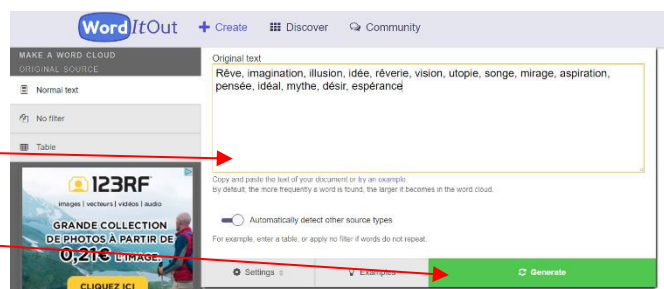 WordItOut + Create Discover Community
MAKE A WORD CLOUD
ORIGINAL SOURCE
Normal text
No filter
Table
123RF
images | vecteurs | vidéos | audio
GRANDE COLLECTION
DE PHOTOS À PARTIR DE
0,21€ L'IMAGE.
CLIQUEZ ICI
Original text
Rêve, imagination, illusion, idée, rêverie, vision, utopie, songe, mirage, aspiration,
pensée, idéal, mythe, désir, espérance
Copy and paste the text of your document or try an example
By default, the more frequently a word is found, the larger it becomes in the word cloud.
Automatically detect other source types
For example, enter a table, or apply no filter if words do not repeat.
Settings Examples Generate